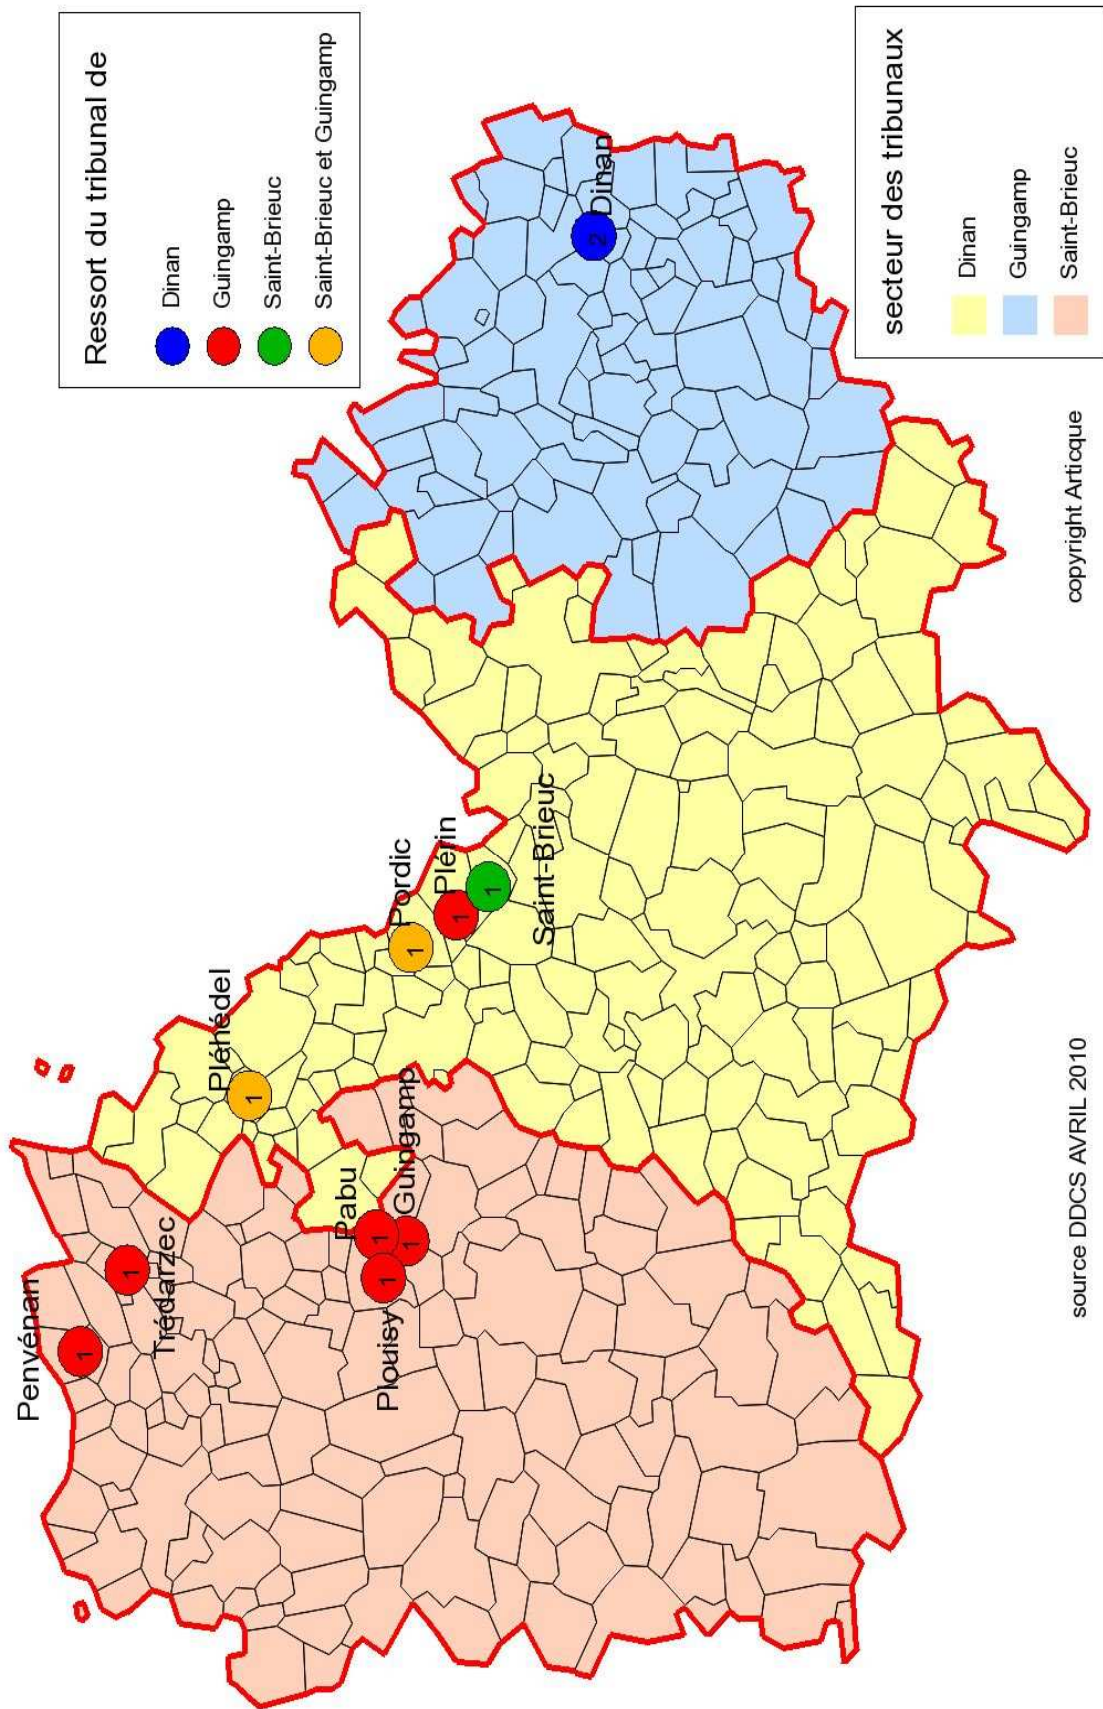 Ressort du tribunal de
Dinan
Guingamp
Saint-Brieuc
Saint-Brieuc et Guingamp
Penvénan
1
Trédarzec
1
Pléhédel
1
Pabu
1
Guingamp
1
Plouisy
1
Pordic
1
Plérin
1
Saint-Brieuc
1
Dinan
2
secteur des tribunaux
Dinan
Guingamp
Saint-Brieuc
source DDCS AVRIL 2010
copyright Articque